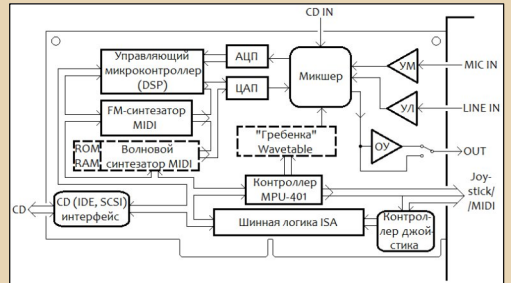 CD IN
Управляющий
микроконтроллер
(DSP)
АЦП
ЦАП
Микшер
УМ
MIC IN
FM-синтезатор
MIDI
УЛ
LINE IN
ROM
RAM
Волновой
синтезатор MIDI
"Гребенка"
Wavetable
ОУ
OUT
Контроллер
MPU-401
Joy-
stick/
/MIDI
CD
CD (IDE, SCSI)
интерфейс
Шинная логика ISA
Контрол-
лер джой-
стика